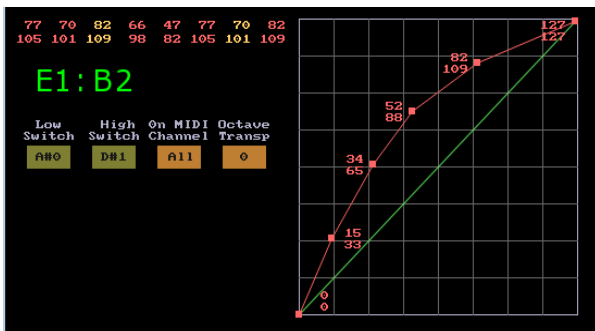 77 70 82 66 47 77 70 82
105 101 109 98 82 105 101 109
E1:B2
Low High On MIDI Octave
Switch Switch Channel Transp
A#0 D#1 All 0
127
127
82
109
52
88
34
65
15
33
0
0